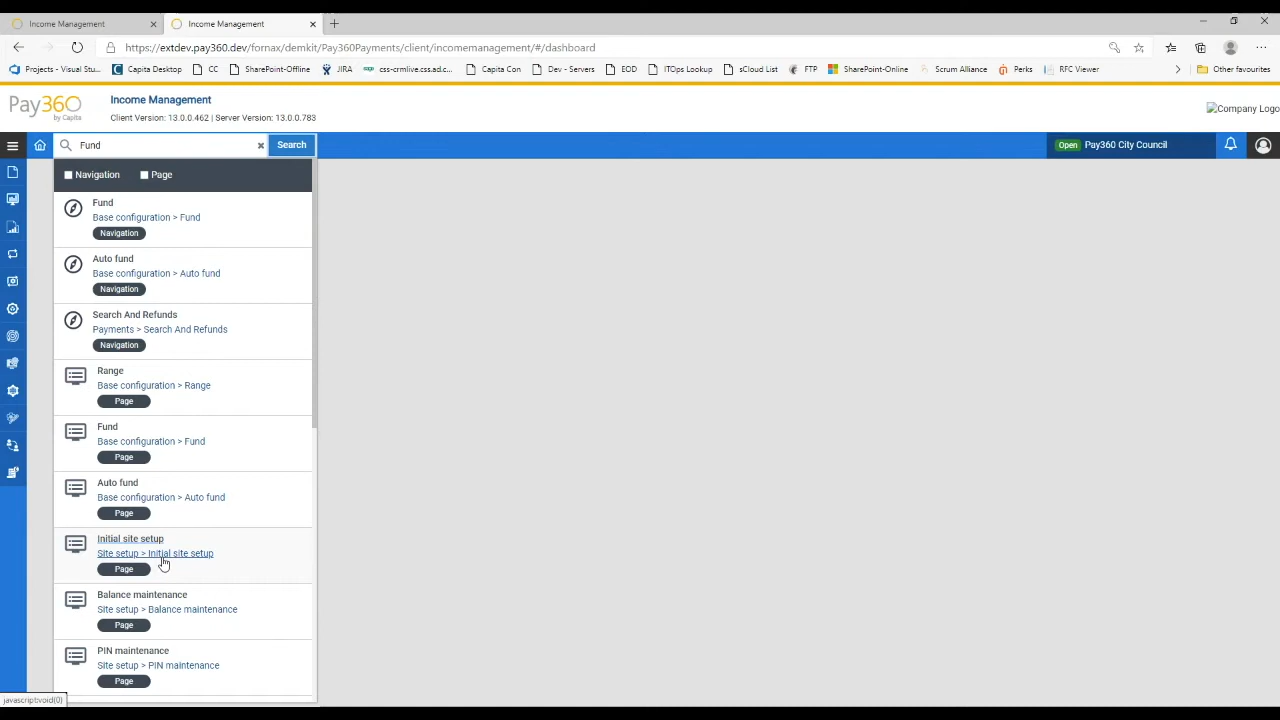 Income Management
Income Management
https://extdev.pay360.dev/fornax/demkit/Pay360Payments/client/incomemanagement/#/dashboard
Projects - Visual Stu...
Capita Desktop
CC
SharePoint-Offline
JIRA
css-crmlive.css.ad.c...
Capita Con
Dev - Servers
EOD
ITOps Lookup
sCloud List
FTP
SharePoint-Online
Scrum Alliance
Perks
RFC Viewer
Other favourites
Pay360
by Capita
Income Management
Client Version: 13.0.0.462 | Server Version: 13.0.0.783
Company Logo
Fund
Search
Open
Pay360 City Council
Navigation
Page
Fund
Base configuration > Fund
Navigation
Auto fund
Base configuration > Auto fund
Navigation
Search And Refunds
Payments > Search And Refunds
Navigation
Range
Base configuration > Range
Page
Fund
Base configuration > Fund
Page
Auto fund
Base configuration > Auto fund
Page
Initial site setup
Site setup > Initial site setup
Page
Balance maintenance
Site setup > Balance maintenance
Page
PIN maintenance
Site setup > PIN maintenance
Page
javascript:void(0)